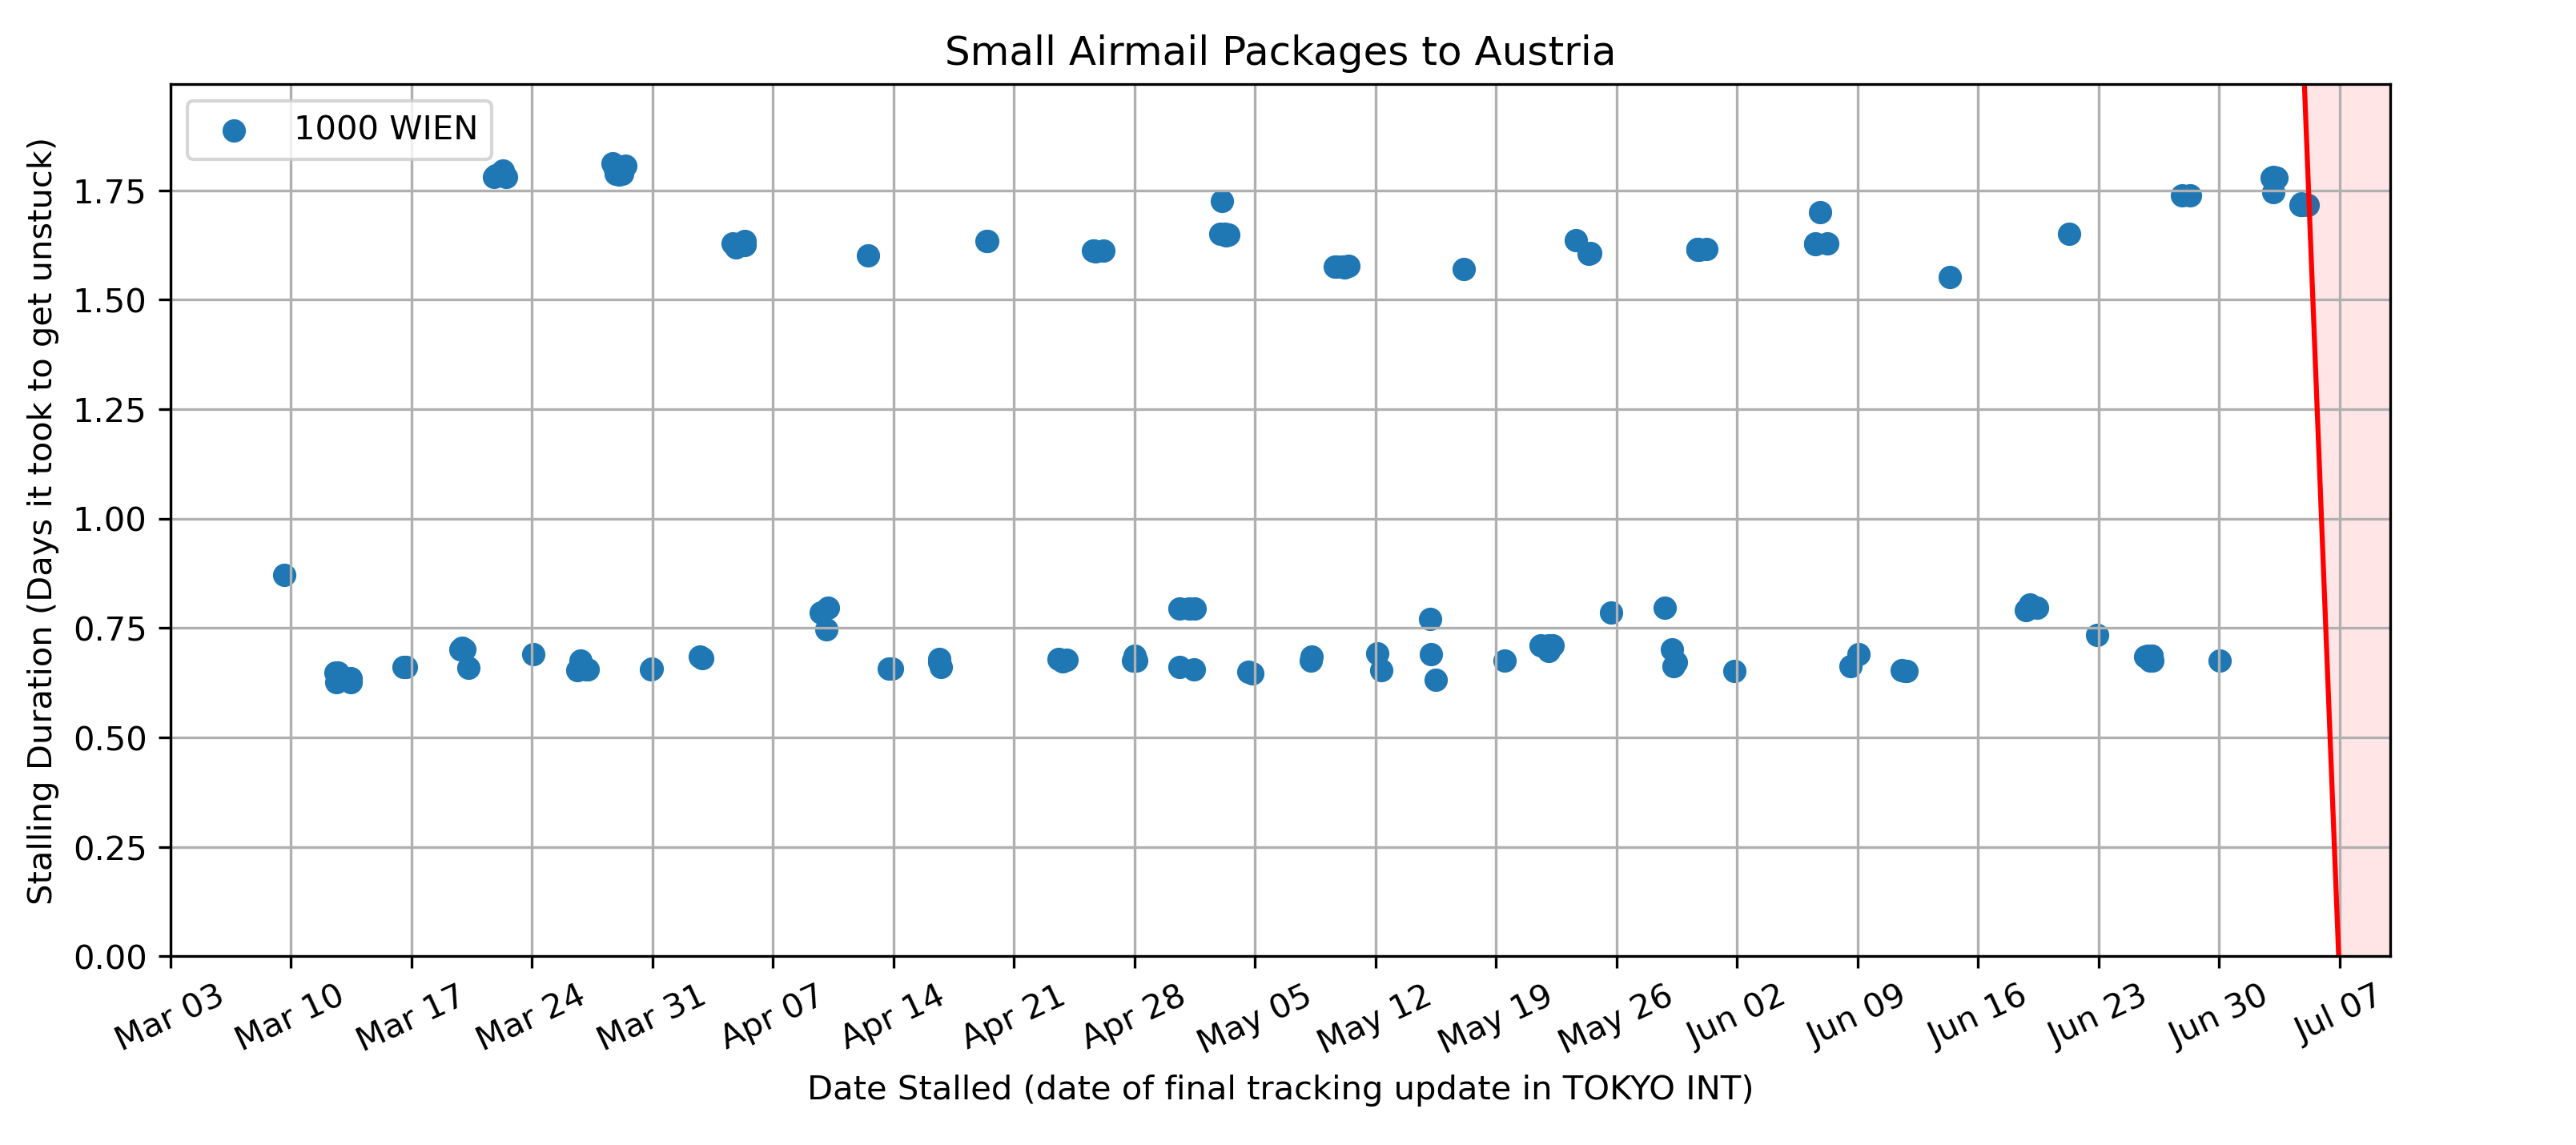 Small Airmail Packages to Austria
1000 WIEN
Stalling Duration (Days it took to get unstuck)
1.75
1.50
1.25
1.00
0.75
0.50
0.25
0.00
Mar 03
Mar 10
Mar 17
Mar 24
Mar 31
Apr 07
Apr 14
Apr 21
Apr 28
May 05
May 12
May 19
May 26
Jun 02
Jun 09
Jun 16
Jun 23
Jun 30
Jul 07
Date Stalled (date of final tracking update in TOKYO INT)